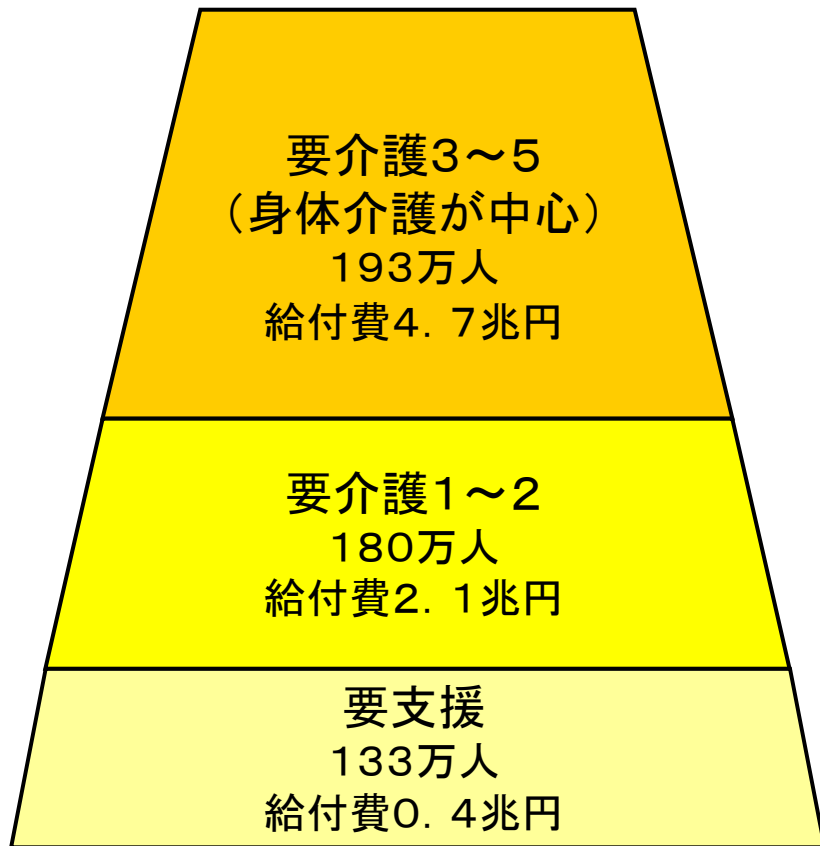 要介護3~5
(身体介護が中心)
193万人
給付費4.7兆円
要介護1~2
180万人
給付費2.1兆円
要支援
133万人
給付費0.4兆円